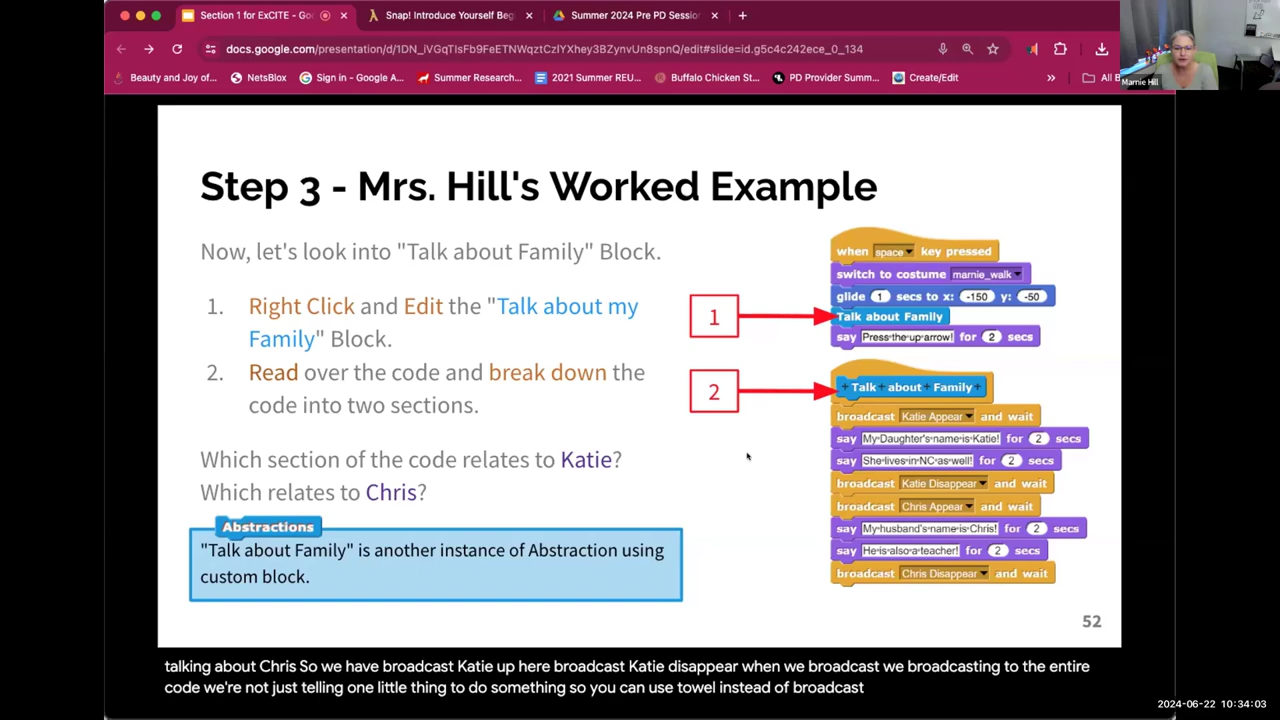 Section 1 for ExCITE - Goo
Snap! Introduce Yourself Beg
Summer 2024 Pre PD Sessio
docs.google.com/presentation/d/1DN_iVGqTIsFb9FeETNWqztCzIYXhey3BZynvUn8spnQ/edit#slide=id.g5c4c242ece_0_134
Beauty and Joy of...
NetsBlox
Sign in - Google A...
Summer Research...
2021 Summer REU...
Buffalo Chicken St...
PD Provider Summ...
Create/Edit
»
All B
Marnie Hill
Step 3 - Mrs. Hill's Worked Example
Now, let's look into "Talk about Family" Block.
1. Right Click and Edit the "Talk about my
Family" Block.
2. Read over the code and break down the
code into two sections.
Which section of the code relates to Katie?
Which relates to Chris?
Abstractions
"Talk about Family" is another instance of Abstraction using
custom block.
1
2
when space key pressed
switch to costume marnie_walk
glide 1 secs to x: -150 y: -50
Talk about Family
say Press the up arrow! for 2 secs
+ Talk + about + Family +
broadcast Katie Appear and wait
say My Daughter's name is Katie! for 2 secs
say She lives in NC as well! for 2 secs
broadcast Katie Disappear and wait
broadcast Chris Appear and wait
say My husband's name is Chris! for 2 secs
say He is also a teacher! for 2 secs
broadcast Chris Disappear and wait
52
talking about Chris So we have broadcast Katie up here broadcast Katie disappear when we broadcast we broadcasting to the entire
code we're not just telling one little thing to do something so you can use towel instead of broadcast
2024-06-22 10:34:03